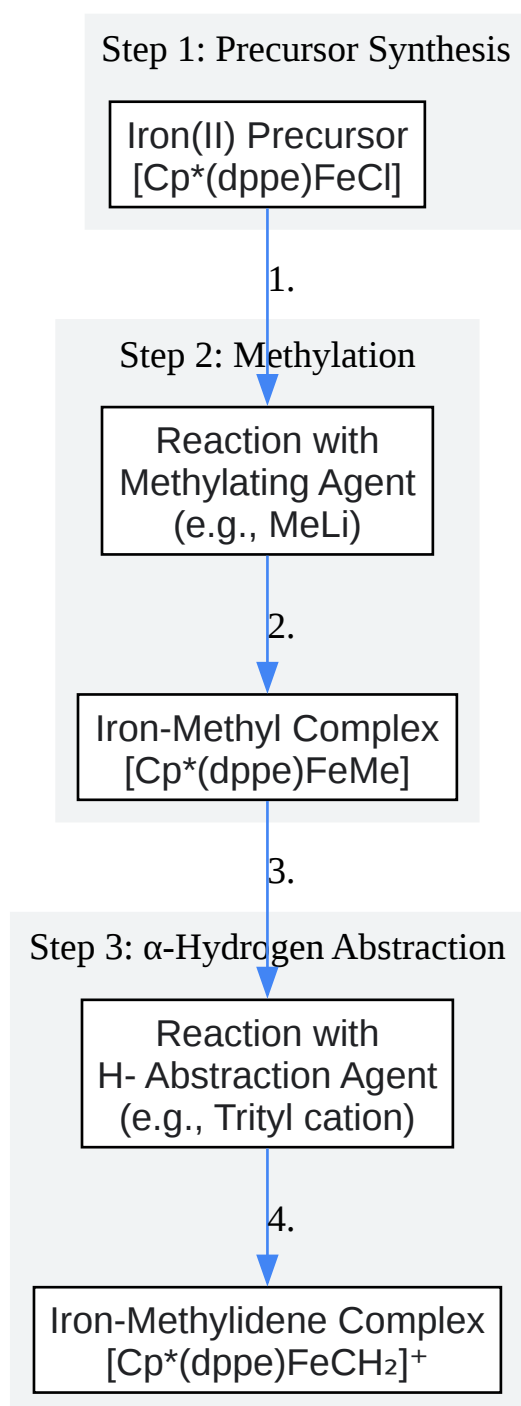 Step 1: Precursor Synthesis
Iron(II) Precursor
[Cp*(dppe)FeCl]
1.
Step 2: Methylation
Reaction with
Methylating Agent
(e.g., MeLi)
2.
Iron-Methyl Complex
[Cp*(dppe)FeMe]
3.
Step 3: α-Hydrogen Abstraction
Reaction with
H- Abstraction Agent
(e.g., Trityl cation)
4.
Iron-Methylidene Complex
[Cp*(dppe)FeCH₂]⁺